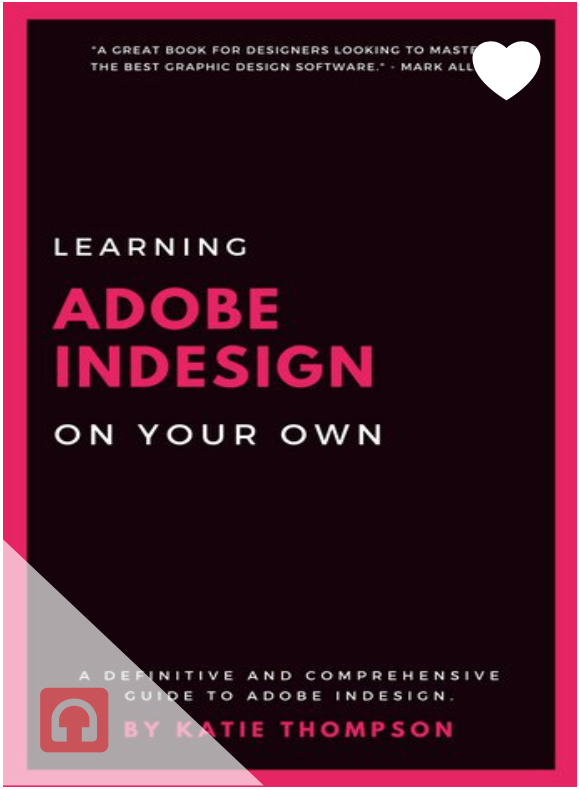 "A GREAT BOOK FOR DESIGNERS LOOKING TO
THE BEST GRAPHIC DESIGN SOFTWARE." - MARK
LEARNING
ADOBE
INDESIGN
ON YOUR OWN
A DEFINITIVE AND COMPREHENSIVE
GUIDE TO ADOBE INDESIGN.
BY KATIE THOMPSON